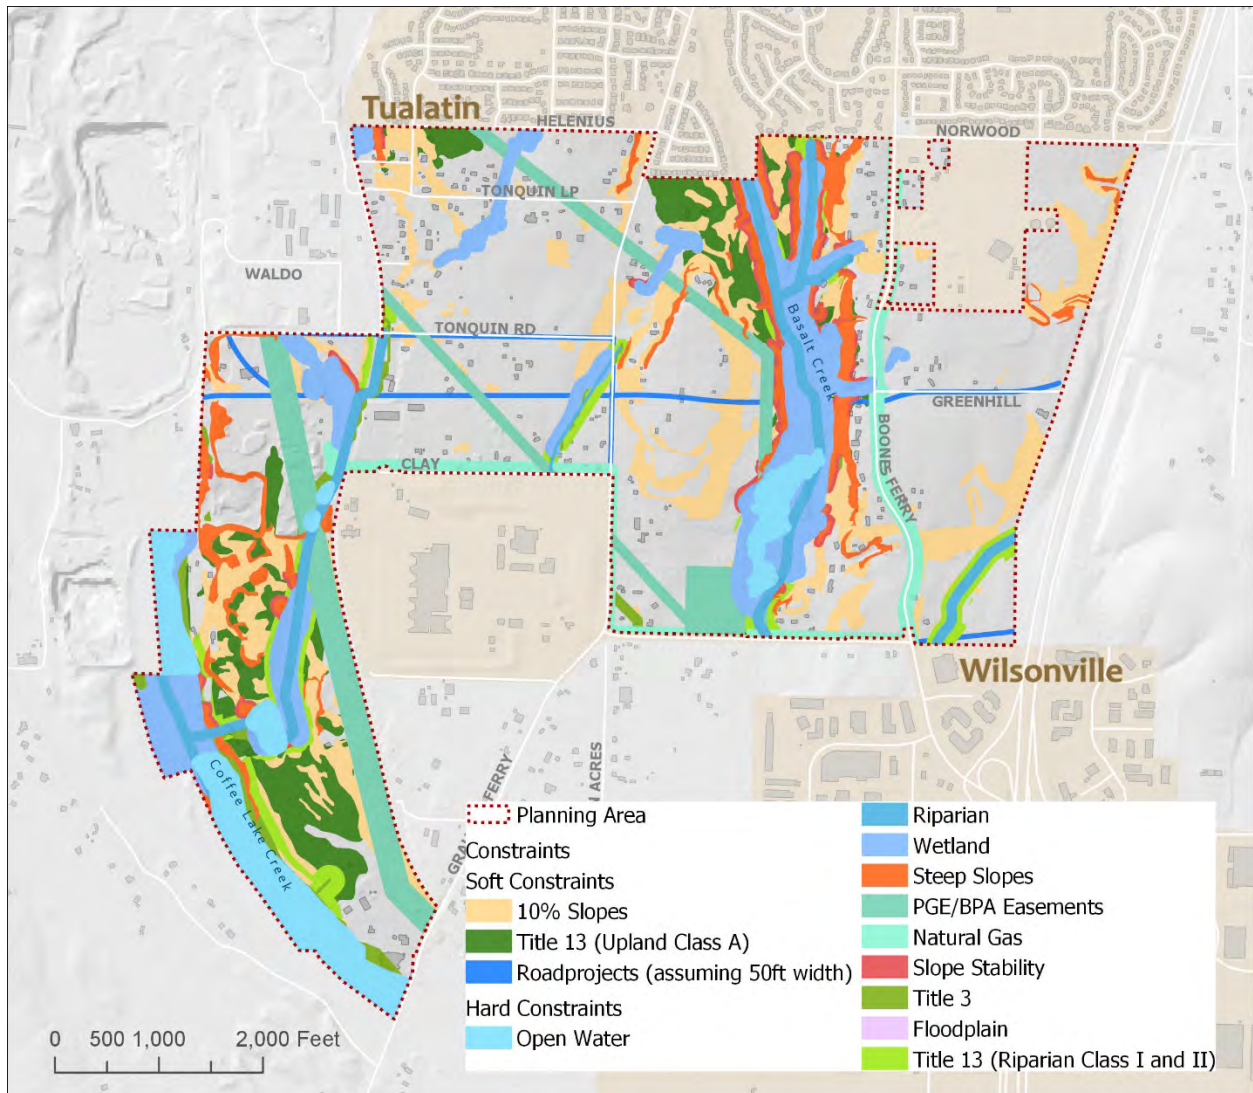 Tualatin
HELENIUS
NORWOOD
TONQUIN LP
WALDO
TONQUIN RD
Basalt Creek
GREENHILL
BOONES FERRY
CLAY
Wilsonville
Coffee Lake Creek
FERRY
ACRES
Planning Area
Constraints
Soft Constraints
10% Slopes
Title 13 (Upland Class A)
Roadprojects (assuming 50ft width)
Hard Constraints
Open Water
Riparian
Wetland
Steep Slopes
PGE/BPA Easements
Natural Gas
Slope Stability
Title 3
Floodplain
Title 13 (Riparian Class I and II)
0 500 1,000 2,000 Feet